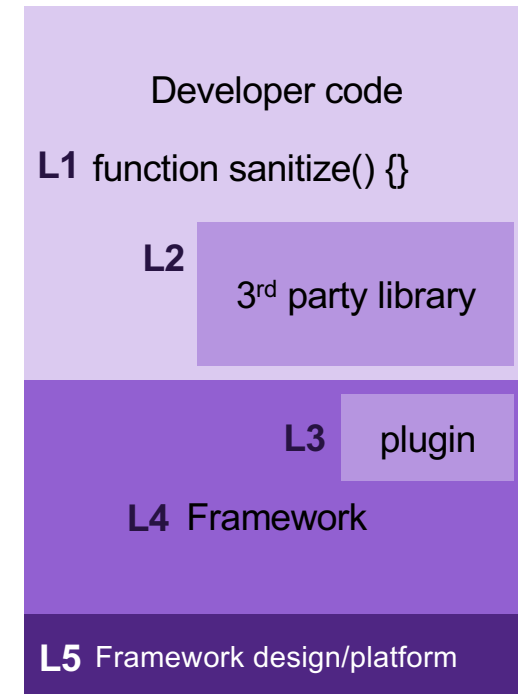 Developer code
L1 function sanitize() {}
L2
3rd party library
L3 plugin
L4 Framework
L5 Framework design/platform